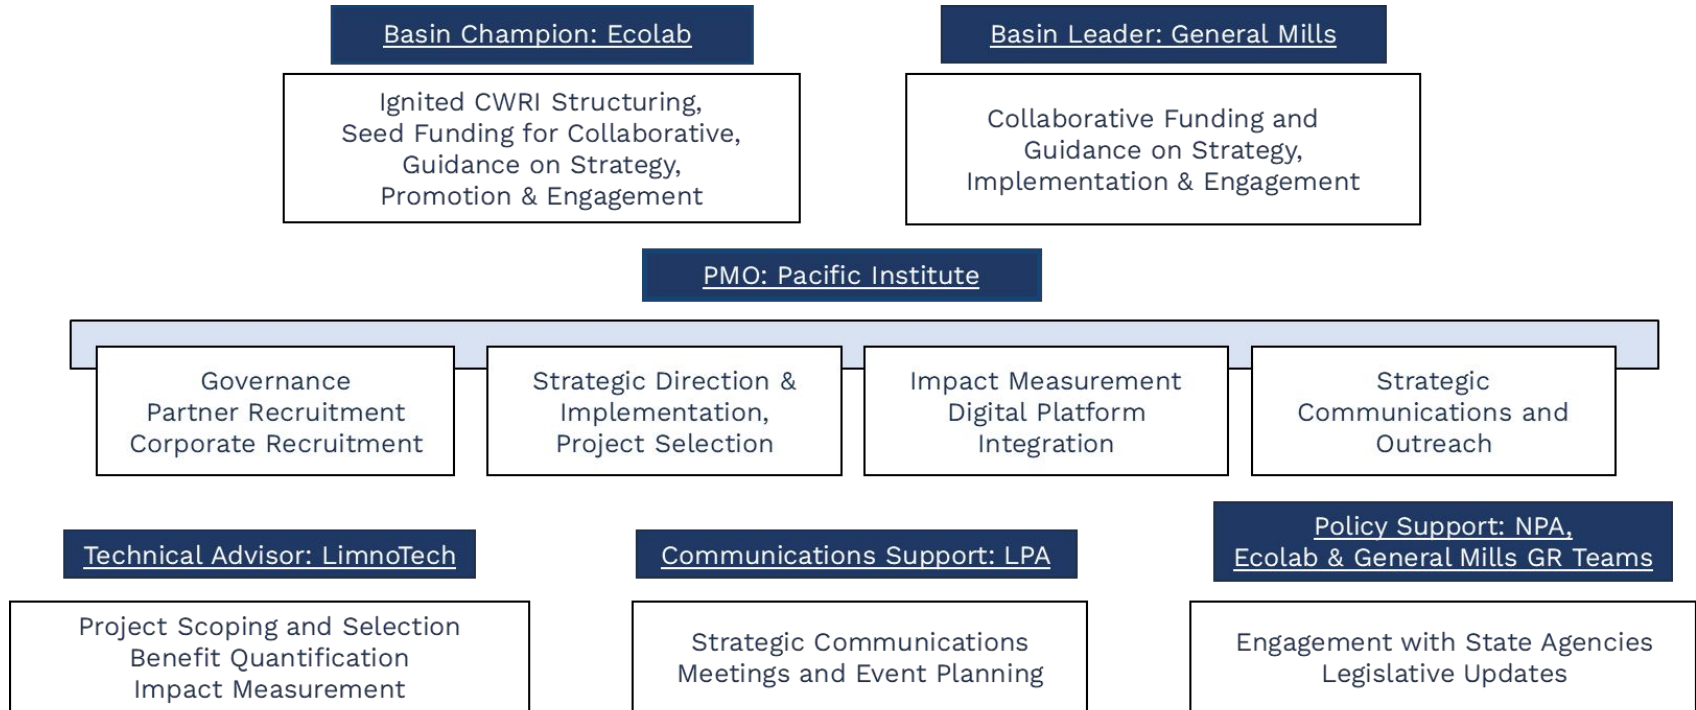 Basin Champion: Ecolab
Ignited CWRI Structuring,
Seed Funding for Collaborative,
Guidance on Strategy,
Promotion & Engagement
Basin Leader: General Mills
Collaborative Funding and
Guidance on Strategy,
Implementation & Engagement
PMO: Pacific Institute
Governance
Partner Recruitment
Corporate Recruitment
Strategic Direction &
Implementation,
Project Selection
Impact Measurement
Digital Platform
Integration
Strategic
Communications and
Outreach
Technical Advisor: LimnoTech
Project Scoping and Selection
Benefit Quantification
Impact Measurement
Communications Support: LPA
Strategic Communications
Meetings and Event Planning
Policy Support: NPA,
Ecolab & General Mills GR Teams
Engagement with State Agencies
Legislative Updates